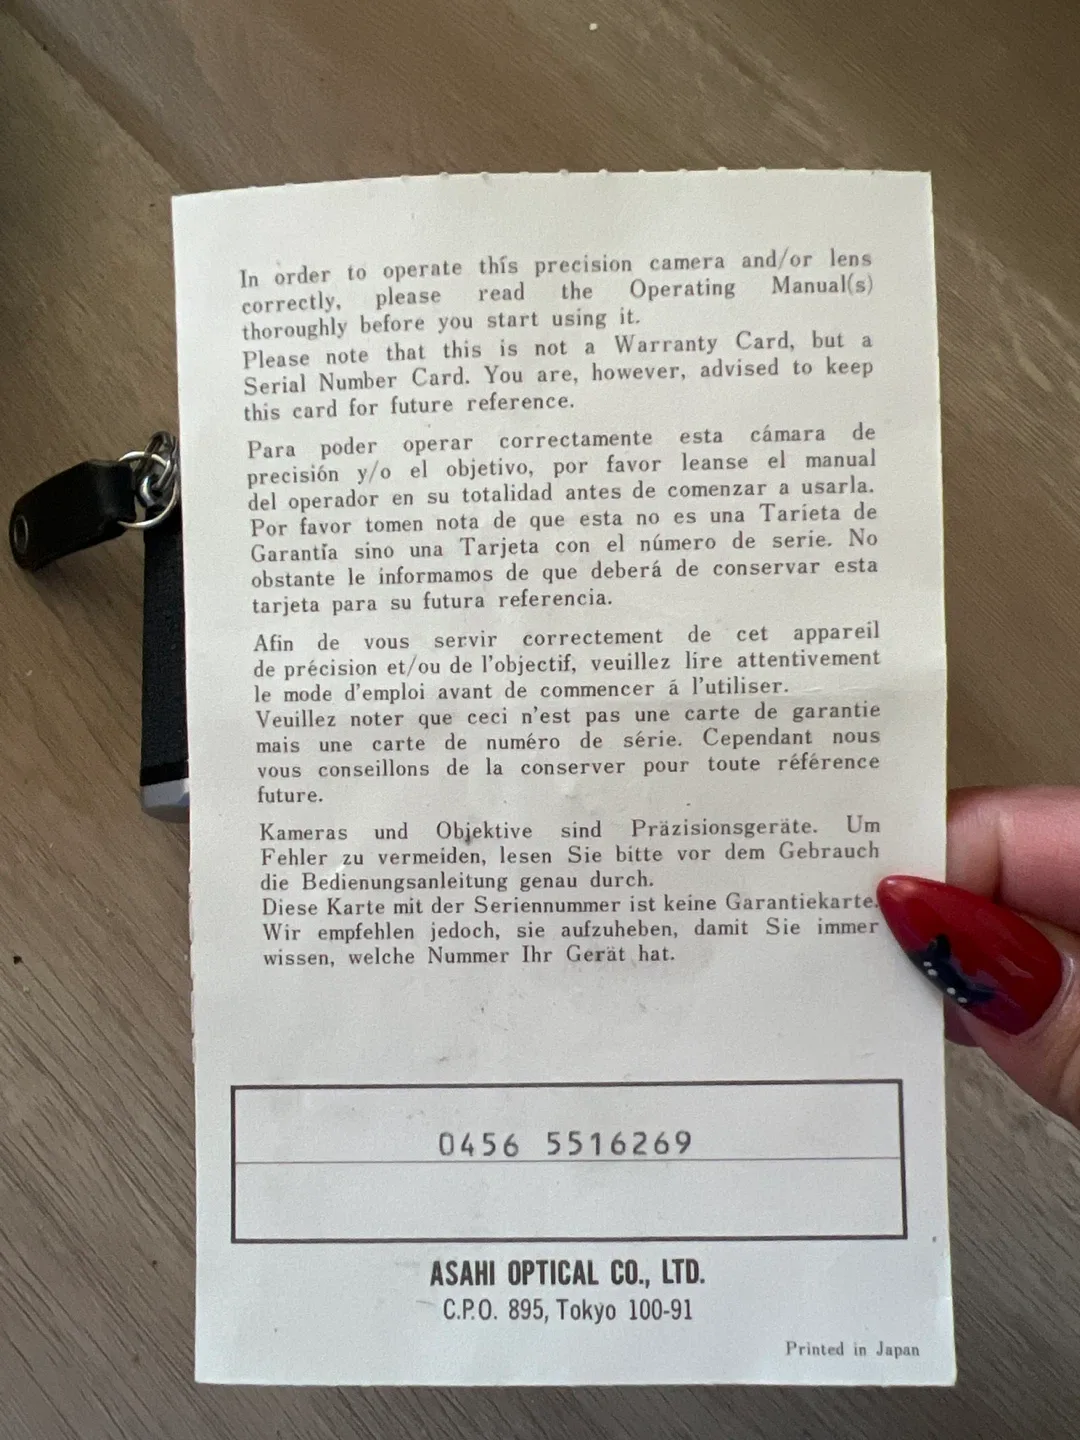 In order to operate this precision camera and/or lens
correctly, please read the Operating Manual(s)
thoroughly before you start using it.
Please note that this is not a Warranty Card, but a
Serial Number Card. You are, however, advised to keep
this card for future reference.
Para poder operar correctamente esta cámara de
precisión y/o el objetivo, por favor leanse el manual
del operador en su totalidad antes de comenzar a usarla.
Por favor tomen nota de que esta no es una Tarieta de
Garantía sino una Tarjeta con el número de serie. No
obstante le informamos de que deberá de conservar esta
tarjeta para su futura referencia.
Afin de vous servir correctement de cet appareil
de précision et/ou de l'objectif, veuillez lire attentivement
le mode d'emploi avant de commencer á l'utiliser.
Veuillez noter que ceci n'est pas une carte de garantie
mais une carte de numéro de série. Cependant nous
vous conseillons de la conserver pour toute référence
future.
Kameras und Objektive sind Präzisionsgeräte. Um
Fehler zu vermeiden, lesen Sie bitte vor dem Gebrauch
die Bedienungsanleitung genau durch.
Diese Karte mit der Seriennummer ist keine Garantiekarte.
Wir empfehlen jedoch, sie aufzuheben, damit Sie immer
wissen, welche Nummer Ihr Gerät hat.
0456 5516269
ASAHI OPTICAL CO., LTD.
C.P.O. 895, Tokyo 100-91
Printed in Japan